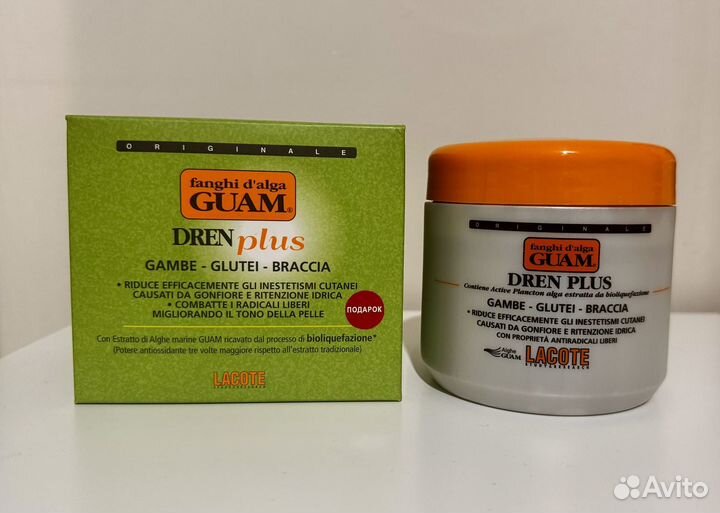 ORIGINALE
fanghi d'alga
GUAM®
DREN plus
GAMBE - GLUTEI - BRACCIA
• RIDUCE EFFICACEMENTE GLI INESTETISMI CUTANEI
CAUSATI DA GONFIORE E RITENZIONE IDRICA
• COMBATTE I RADICALI LIBERI
MIGLIORANDO IL TONO DELLA PELLE
ПОДАРОК
Con Estratto di Alghe marine GUAM ricavato dal processo di bioliquefazione*
(Potere antiossidante tre volte maggiore rispetto all'estratto tradizionale)
LACOTE
ORIGINALE
fanghi d'alga
GUAM®
DREN PLUS
Contiene Active Plancton alga estratta da bioliquefazione
GAMBE - GLUTEI - BRACCIA
• RIDUCE EFFICACEMENTE GLI INESTETISMI CUTANEI
CAUSATI DA GONFIORE E RITENZIONE IDRICA
CON PROPRIETÀ ANTIRADICALI LIBERI
Alghe
GUAM
LACOTE
Avito